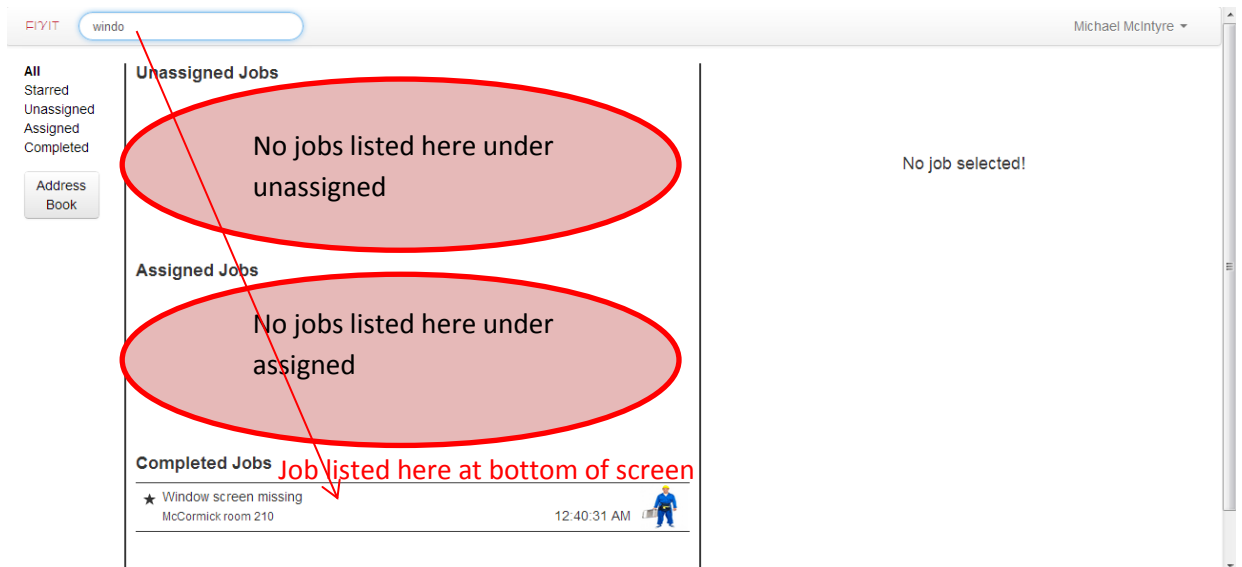 FIXIT windo Michael McIntyre
All
Starred
Unassigned
Assigned
Completed
Address
Book
Unassigned Jobs
No jobs listed here under
unassigned
Assigned Jobs
No jobs listed here under
assigned
Completed Jobs Job listed here at bottom of screen
★ Window screen missing
McCormick room 210 12:40:31 AM
No job selected!